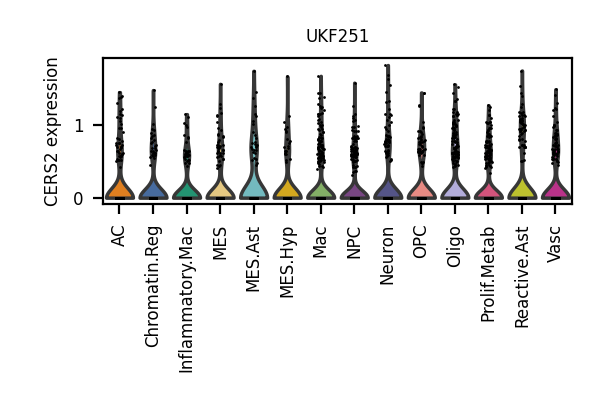 UKF251
CERS2 expression
1
0
AC
Chromatin.Reg
Inflammatory.Mac
MES
MES.Ast
MES.Hyp
Mac
NPC
Neuron
OPC
Oligo
Prolif.Metab
Reactive.Ast
Vasc